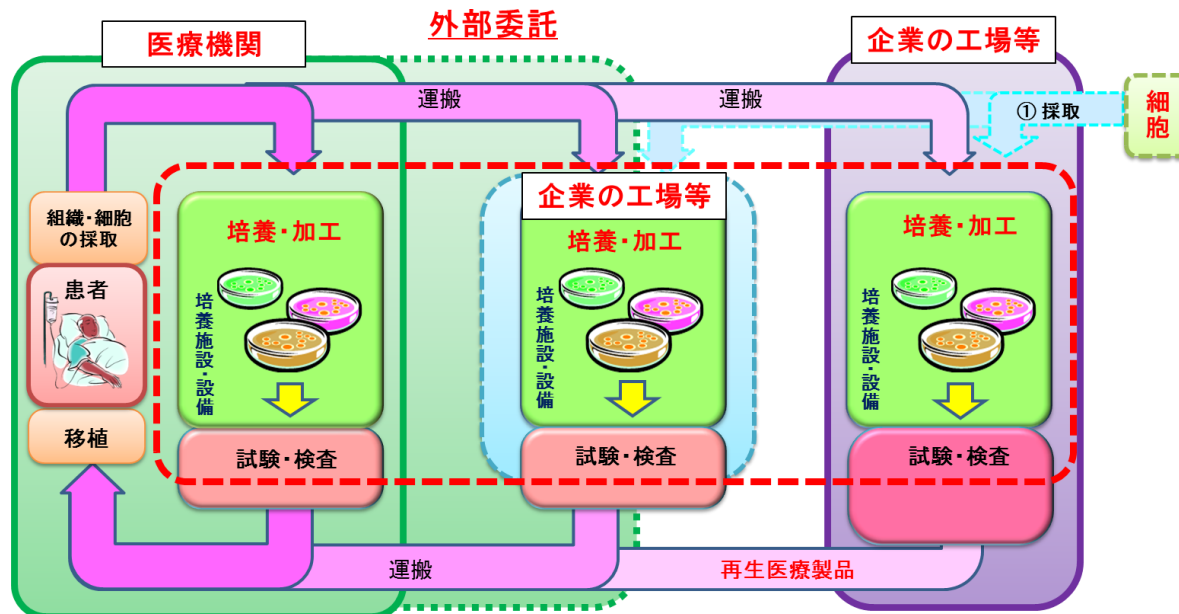 外部委託
医療機関
企業の工場等
運搬
運搬
① 採取
細胞
組織・細胞
の採取
患者
移植
培養・加工
培養施設・設備
試験・検査
企業の工場等
培養・加工
培養施設・設備
試験・検査
培養・加工
培養施設・設備
試験・検査
運搬
再生医療製品